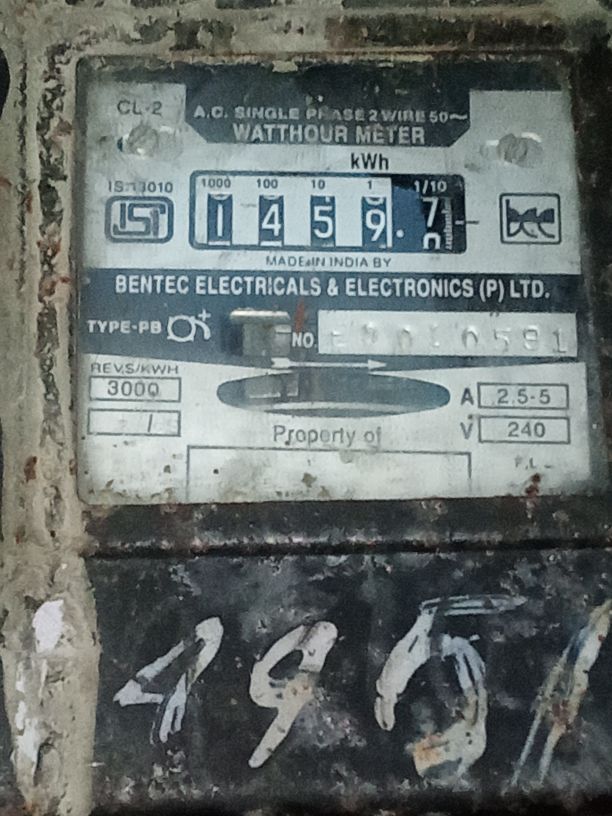 CL-2
A.C. SINGLE PHASE 2 WIRE 50~
WATTHOUR METER
kWh
1000 100 10 1 1/10
1 4 5 9 . 7
MADE IN INDIA BY
BENTEC ELECTRICALS & ELECTRONICS (P) LTD.
TYPE-PB
NO. 0581
REVS/KWH
3000
A 2.5-5
V 240
Property of